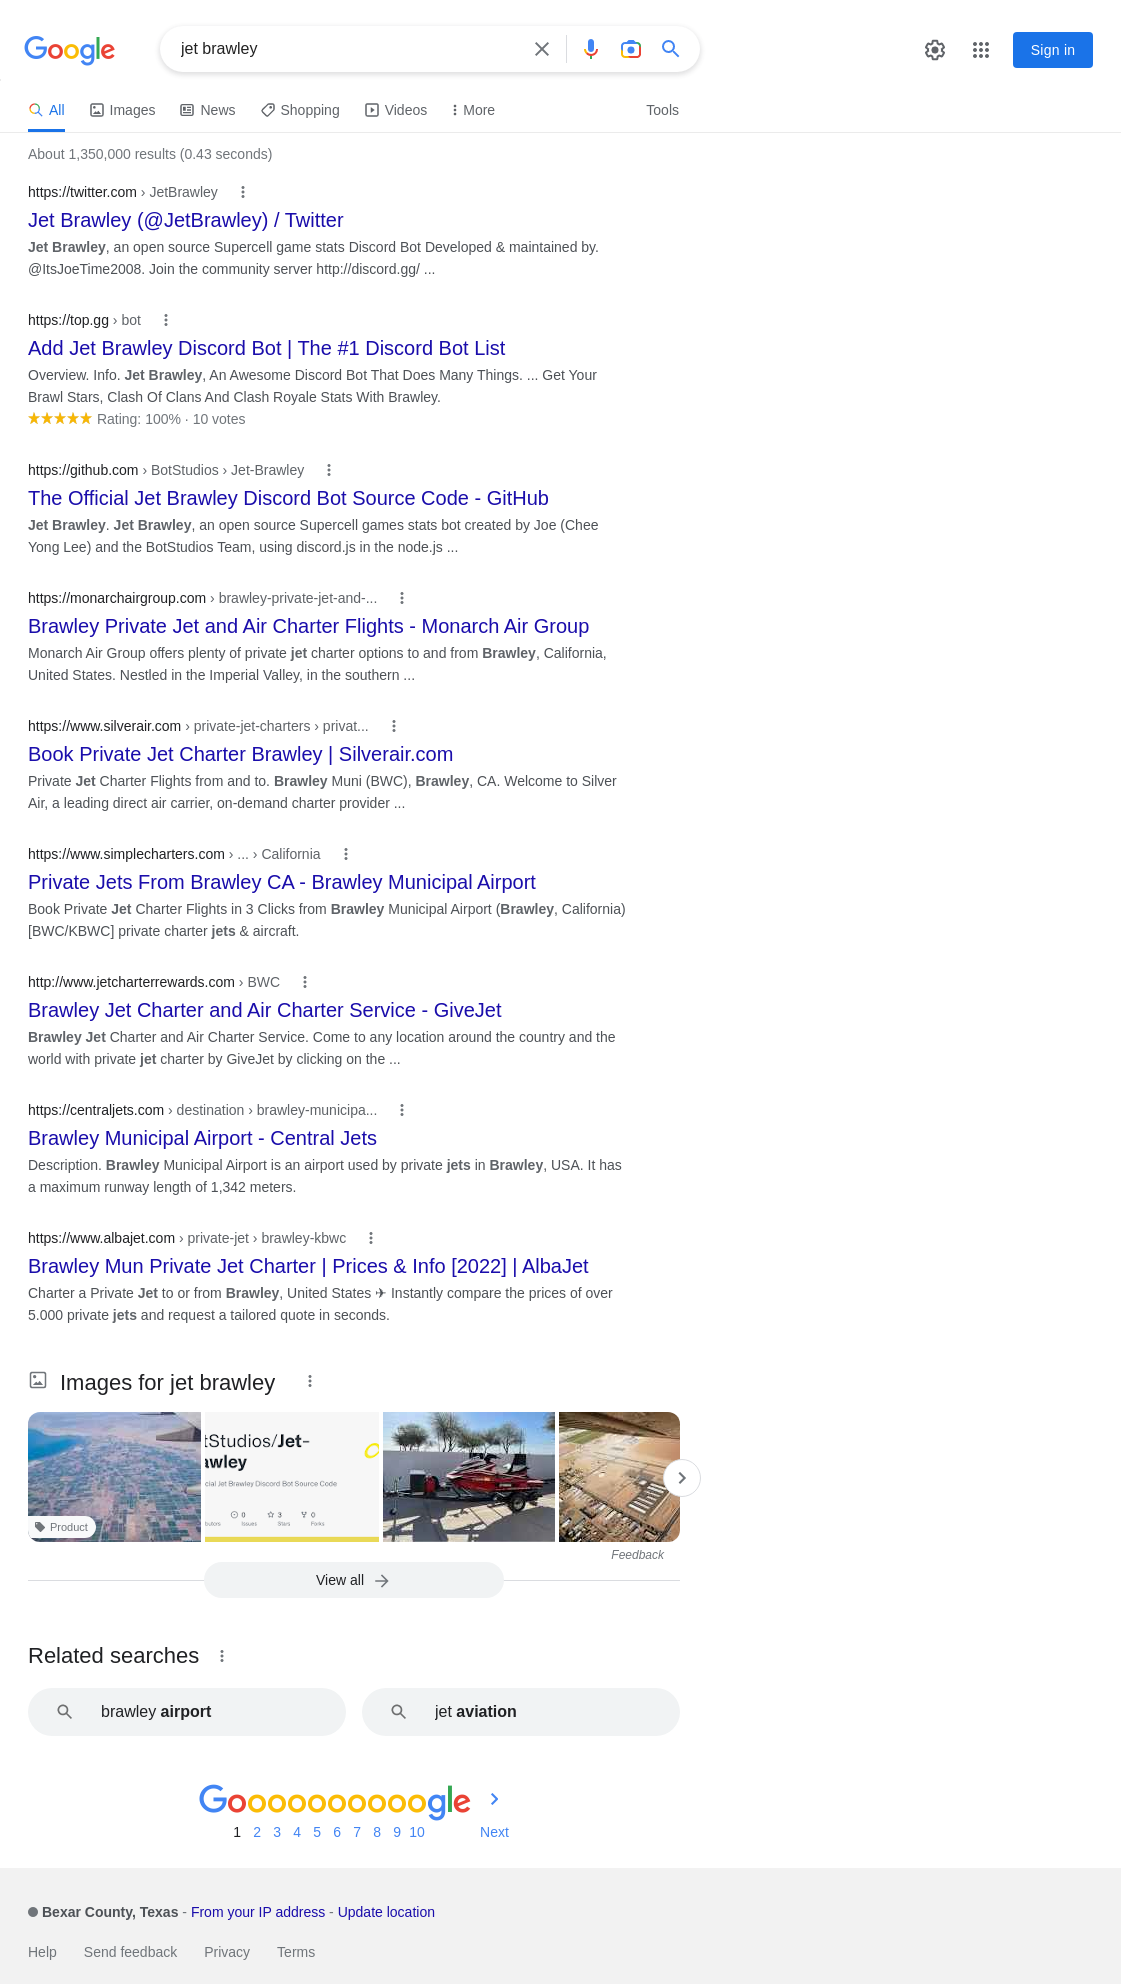 Google
jet brawley
Sign in
All
Images
News
Shopping
Videos
More
Tools
About 1,350,000 results (0.43 seconds)
https://twitter.com › JetBrawley
Jet Brawley (@JetBrawley) / Twitter
Jet Brawley, an open source Supercell game stats Discord Bot Developed & maintained by.
@ItsJoeTime2008. Join the community server http://discord.gg/ ...
https://top.gg › bot
Add Jet Brawley Discord Bot | The #1 Discord Bot List
Overview. Info. Jet Brawley, An Awesome Discord Bot That Does Many Things. ... Get Your
Brawl Stars, Clash Of Clans And Clash Royale Stats With Brawley.
Rating: 100% · 10 votes
https://github.com › BotStudios › Jet-Brawley
The Official Jet Brawley Discord Bot Source Code - GitHub
Jet Brawley. Jet Brawley, an open source Supercell games stats bot created by Joe (Chee
Yong Lee) and the BotStudios Team, using discord.js in the node.js ...
https://monarchairgroup.com › brawley-private-jet-and-...
Brawley Private Jet and Air Charter Flights - Monarch Air Group
Monarch Air Group offers plenty of private jet charter options to and from Brawley, California,
United States. Nestled in the Imperial Valley, in the southern ...
https://www.silverair.com › private-jet-charters › privat...
Book Private Jet Charter Brawley | Silverair.com
Private Jet Charter Flights from and to. Brawley Muni (BWC), Brawley, CA. Welcome to Silver
Air, a leading direct air carrier, on-demand charter provider ...
https://www.simplecharters.com › ... › California
Private Jets From Brawley CA - Brawley Municipal Airport
Book Private Jet Charter Flights in 3 Clicks from Brawley Municipal Airport (Brawley, California)
[BWC/KBWC] private charter jets & aircraft.
http://www.jetcharterrewards.com › BWC
Brawley Jet Charter and Air Charter Service - GiveJet
Brawley Jet Charter and Air Charter Service. Come to any location around the country and the
world with private jet charter by GiveJet by clicking on the ...
https://centraljets.com › destination › brawley-municipa...
Brawley Municipal Airport - Central Jets
Description. Brawley Municipal Airport is an airport used by private jets in Brawley, USA. It has
a maximum runway length of 1,342 meters.
https://www.albajet.com › private-jet › brawley-kbwc
Brawley Mun Private Jet Charter | Prices & Info [2022] | AlbaJet
Charter a Private Jet to or from Brawley, United States ✈ Instantly compare the prices of over
5.000 private jets and request a tailored quote in seconds.
Images for jet brawley
tStudios/Jet-
awley
cial Jet Brawley Discord Bot Source Code
0 3 0
butors Issues Stars Forks
Product
Feedback
View all
Related searches
brawley airport
jet aviation
Goooooooooogle
1 2 3 4 5 6 7 8 9 10 Next
Bexar County, Texas - From your IP address - Update location
Help Send feedback Privacy Terms